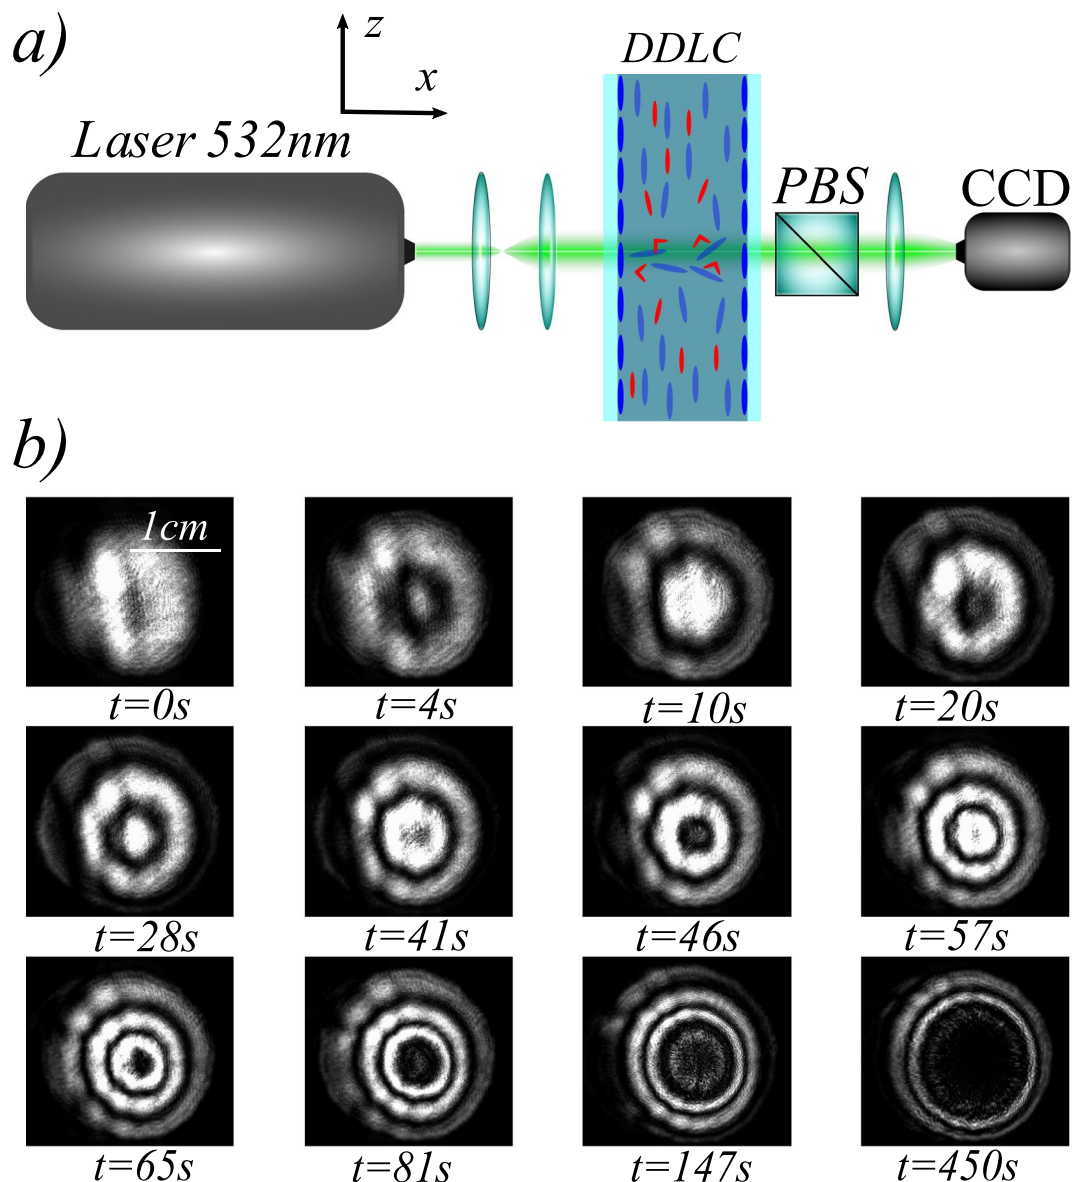 a)
z
x
DDLC
Laser 532nm
PBS
CCD
b)
1cm
t=0s
t=4s
t=10s
t=20s
t=28s
t=41s
t=46s
t=57s
t=65s
t=81s
t=147s
t=450s